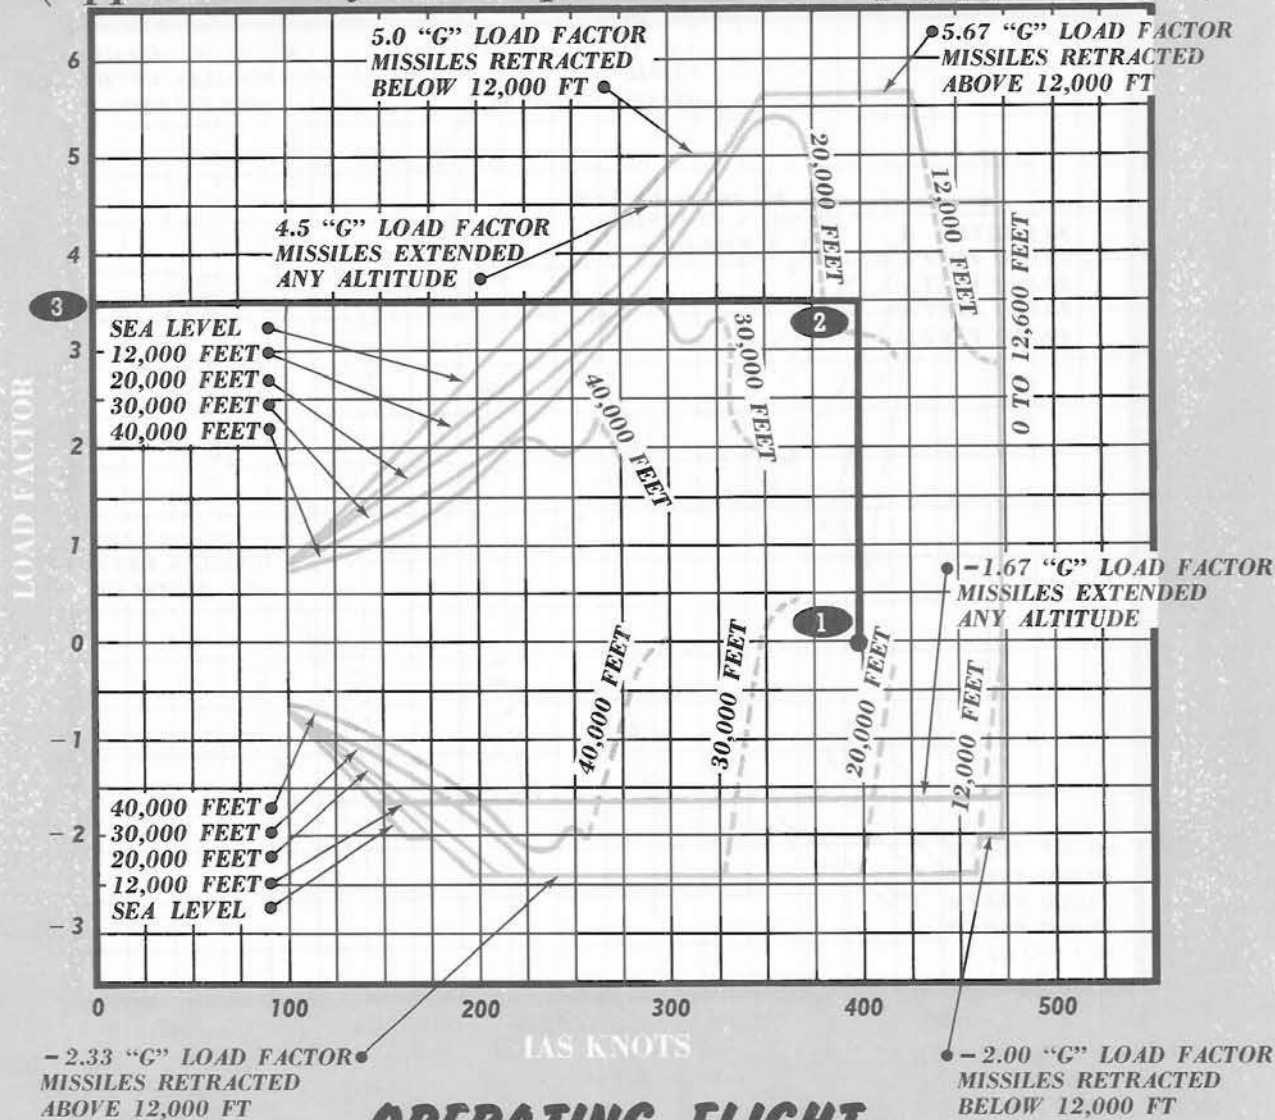 5.0 "G" LOAD FACTOR
MISSILES RETRACTED
BELOW 12,000 FT
5.67 "G" LOAD FACTOR
MISSILES RETRACTED
ABOVE 12,000 FT
4.5 "G" LOAD FACTOR
MISSILES EXTENDED
ANY ALTITUDE
20,000 FEET
12,000 FEET
0 TO 12,600 FEET
30,000 FEET
40,000 FEET
6
5
4
3
3
2
1
0
−1
−2
−3
2
1
SEA LEVEL
12,000 FEET
20,000 FEET
30,000 FEET
40,000 FEET
LOAD FACTOR
−1.67 "G" LOAD FACTOR
MISSILES EXTENDED
ANY ALTITUDE
40,000 FEET
30,000 FEET
20,000 FEET
12,000 FEET
40,000 FEET
30,000 FEET
20,000 FEET
12,000 FEET
SEA LEVEL
0 100 200 300 400 500
IAS KNOTS
−2.33 "G" LOAD FACTOR
MISSILES RETRACTED
ABOVE 12,000 FT
−2.00 "G" LOAD FACTOR
MISSILES RETRACTED
BELOW 12,000 FT
OPERATING FLIGHT